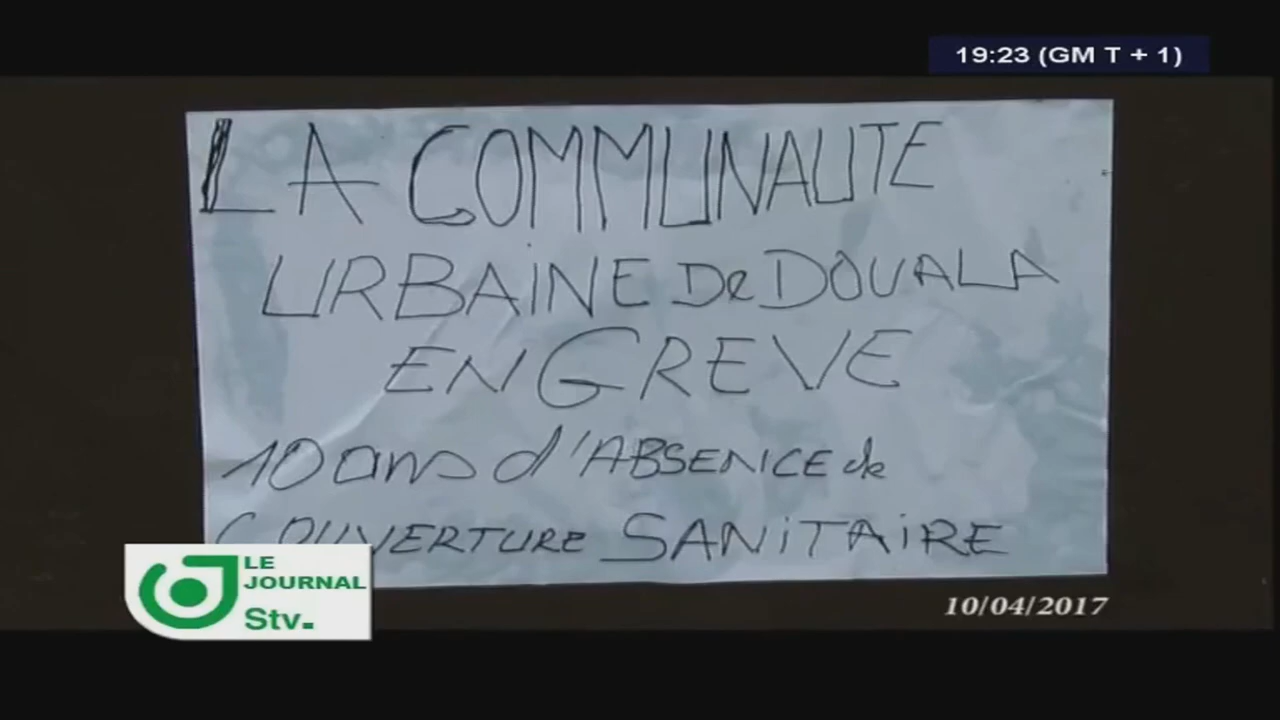 19:23 (GM T + 1)
LA COMMUNAUTE
URBAINE De DOUALA
EN GREVE
10 ans d'ABSENCE de
COUVERTURE SANITAIRE
LE
JOURNAL
Stv.
10/04/2017